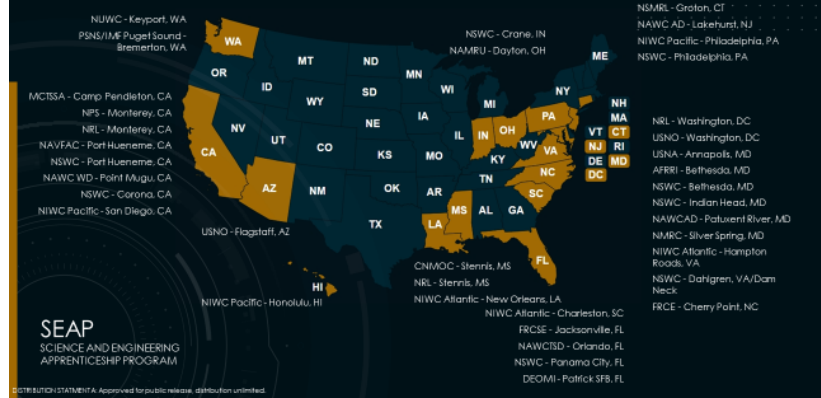 NUWC - Keyport, WA
PSNS/IMF Puget Sound -
Bremerton, WA
NSWC - Crane, IN
NAMRU - Dayton, OH
NSMRL - Groton, CT
NAWC AD - Lakehurst, NJ
NIWC Pacific - Philadelphia, PA
NSWC - Philadelphia, PA
MCTSSA - Camp Pendleton, CA
NPS - Monterey, CA
NRL - Monterey, CA
NAVFAC - Port Hueneme, CA
NSWC - Port Hueneme, CA
NAWC WD - Point Mugu, CA
NSWC - Corona, CA
NIWC Pacific - San Diego, CA
WA
OR
CA
NV
ID
MT
WY
UT
AZ
CO
NM
ND
SD
NE
KS
OK
TX
MN
IA
MO
AR
LA
WI
IL
MI
IN
OH
KY
TN
MS
AL
GA
FL
SC
NC
VA
WV
PA
NY
ME
NH
MA
VT
CT
NJ
RI
DE
MD
DC
HI
NRL - Washington, DC
USNO - Washington, DC
USNA - Annapolis, MD
AFRRI - Bethesda, MD
NSWC - Bethesda, MD
NSWC - Indian Head, MD
NAWCAD - Patuxent River, MD
NMRC - Silver Spring, MD
NIWC Atlantic - Hampton
Roads, VA
NSWC - Dahlgren, VA/Dam
Neck
FRCE - Cherry Point, NC
USNO - Flagstaff, AZ
NIWC Pacific - Honolulu, HI
CNMOC - Stennis, MS
NRL - Stennis, MS
NIWC Atlantic - New Orleans, LA
NIWC Atlantic - Charleston, SC
FRCSE - Jacksonville, FL
NAWCTSD - Orlando, FL
NSWC - Panama City, FL
DEOMI - Patrick SFB, FL
SEAP
SCIENCE AND ENGINEERING
APPRENTICESHIP PROGRAM
DISTRIBUTION STATMENT A: Approved for public release, distribution unlimited.